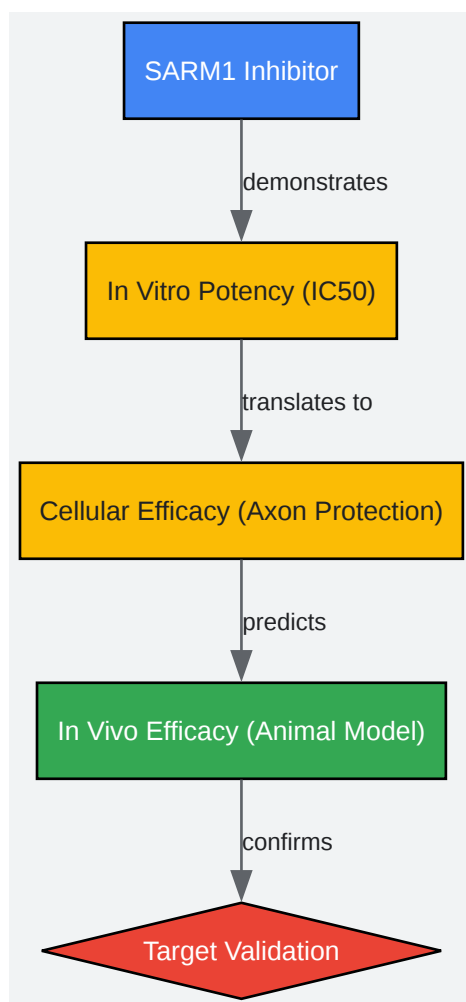 SARM1 Inhibitor
demonstrates
In Vitro Potency (IC50)
translates to
Cellular Efficacy (Axon Protection)
predicts
In Vivo Efficacy (Animal Model)
confirms
Target Validation